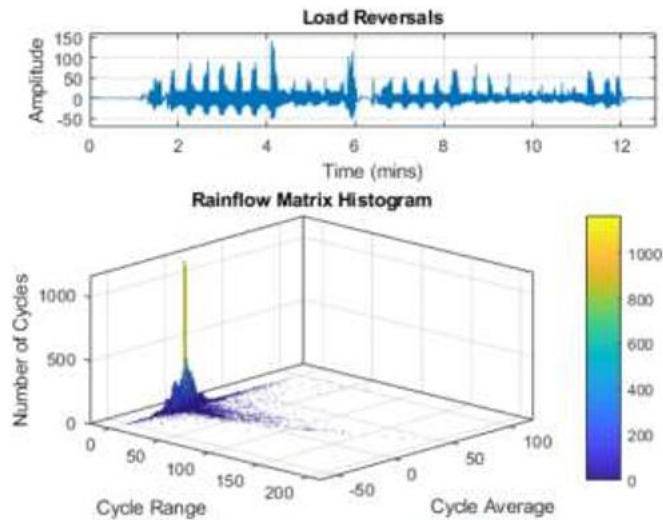 Load Reversals
150
100
50
0
-50
Amplitude
0 2 4 6 8 10 12
Time (mins)
Rainflow Matrix Histogram
1000
500
0
Number of Cycles
0 50 100 150 200
Cycle Range
-50 0 50 100
Cycle Average
1000
800
600
400
200
0